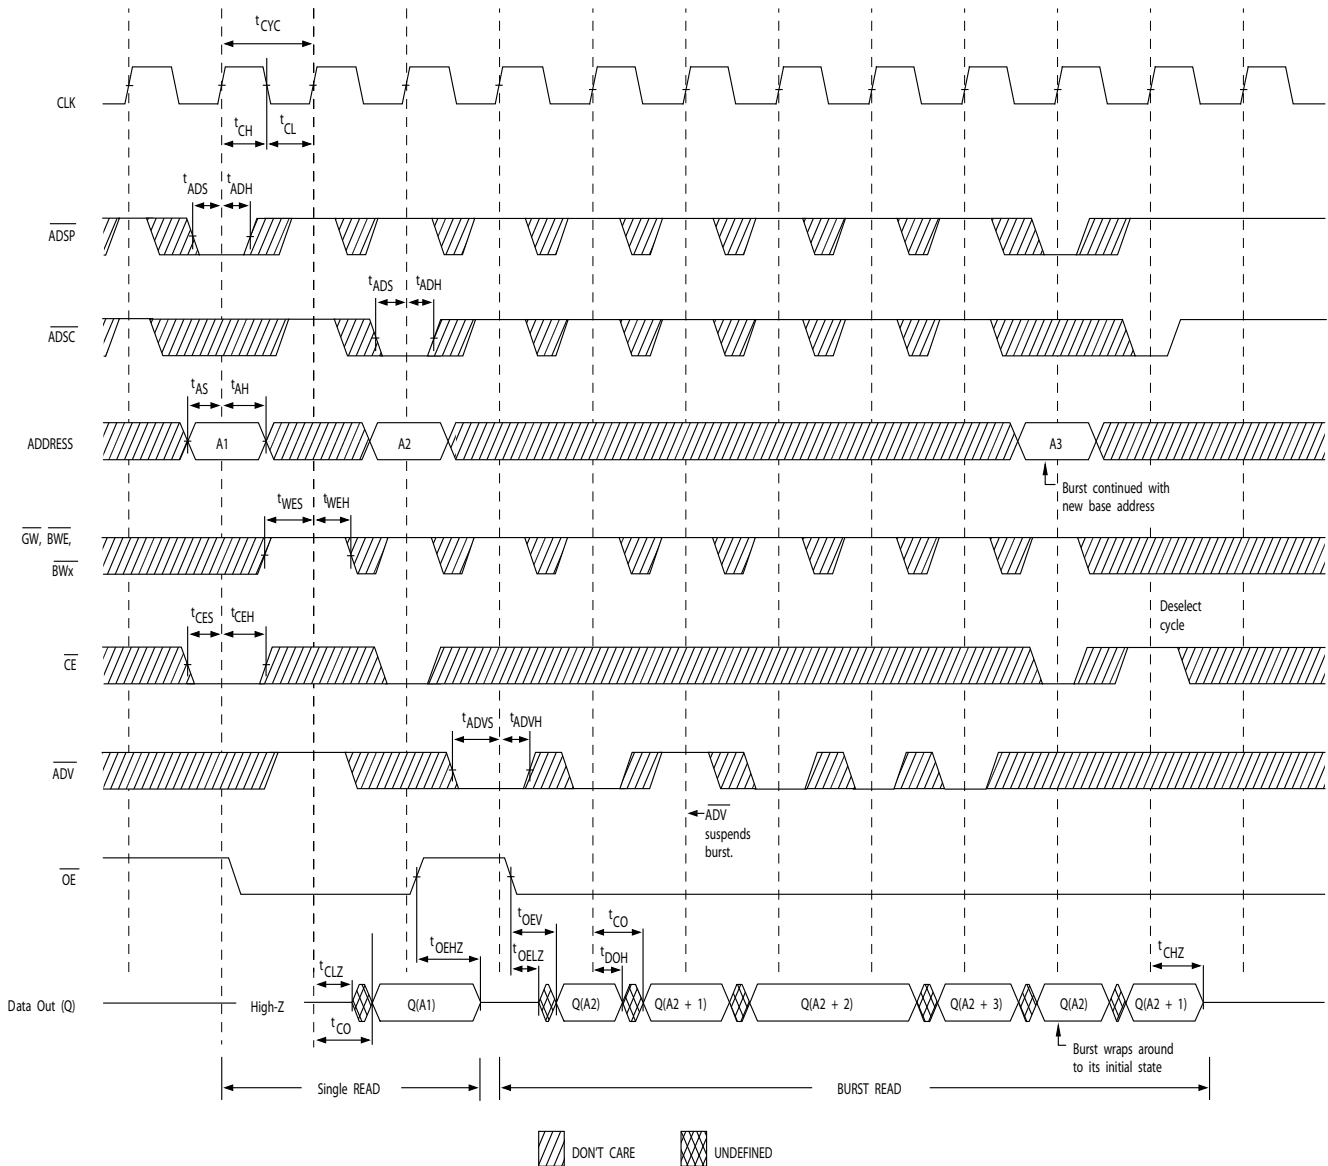 tCYC
CLK
tCH
tCL
tADS
tADH
ADSP
tADS
tADH
ADSC
tAS
tAH
ADDRESS
A1
A2
A3
Burst continued with
new base address
tWES
tWEH
GW, BWE,
BWx
tCES
tCEH
Deselect
cycle
CE
tADVS
tADVH
ADV
ADV
suspends
burst.
OE
tOEV
tCO
tOEHZ
tOELZ
tDOH
tCHZ
tCLZ
Data Out (Q)
High-Z
Q(A1)
Q(A2)
Q(A2 + 1)
Q(A2 + 2)
Q(A2 + 3)
Q(A2)
Q(A2 + 1)
tCO
Burst wraps around
to its initial state
Single READ
BURST READ
DON'T CARE
UNDEFINED